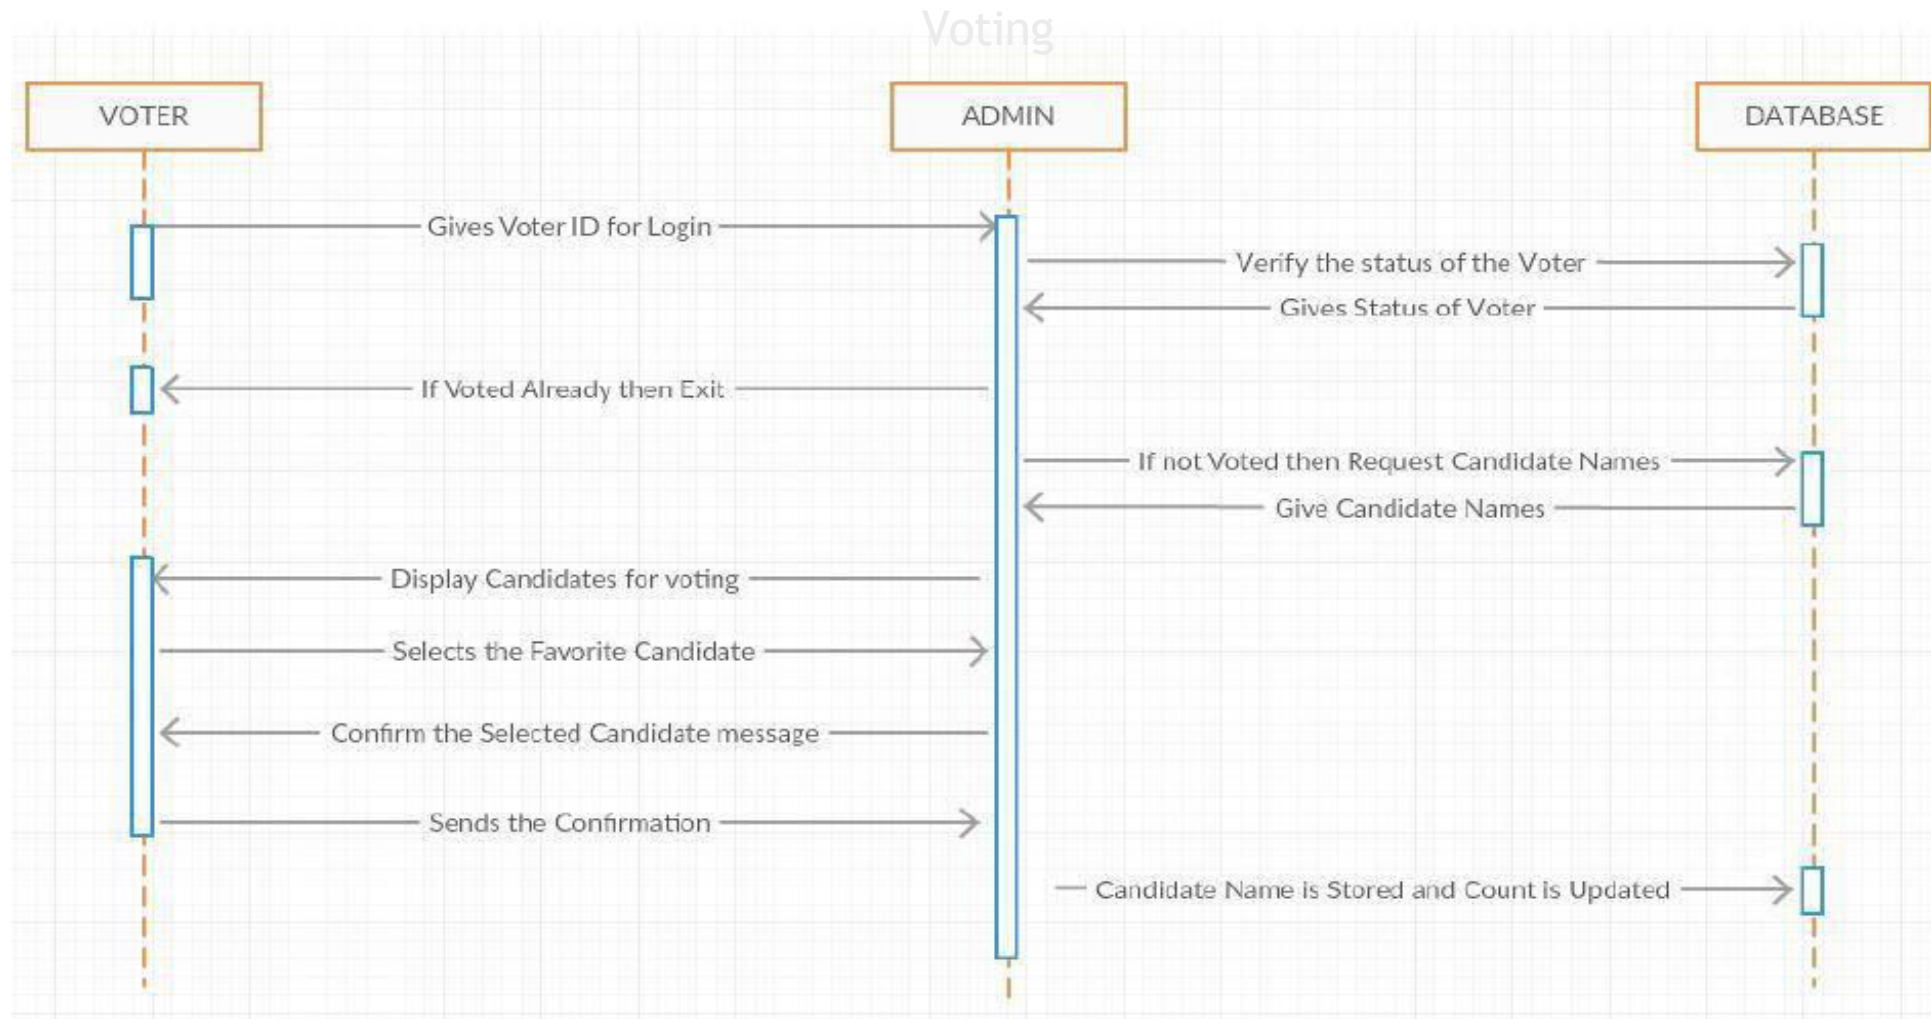 Voting
VOTER
ADMIN
DATABASE
Gives Voter ID for Login
Verify the status of the Voter
Gives Status of Voter
If Voted Already then Exit
If not Voted then Request Candidate Names
Give Candidate Names
Display Candidates for voting
Selects the Favorite Candidate
Confirm the Selected Candidate message
Sends the Confirmation
Candidate Name is Stored and Count is Updated